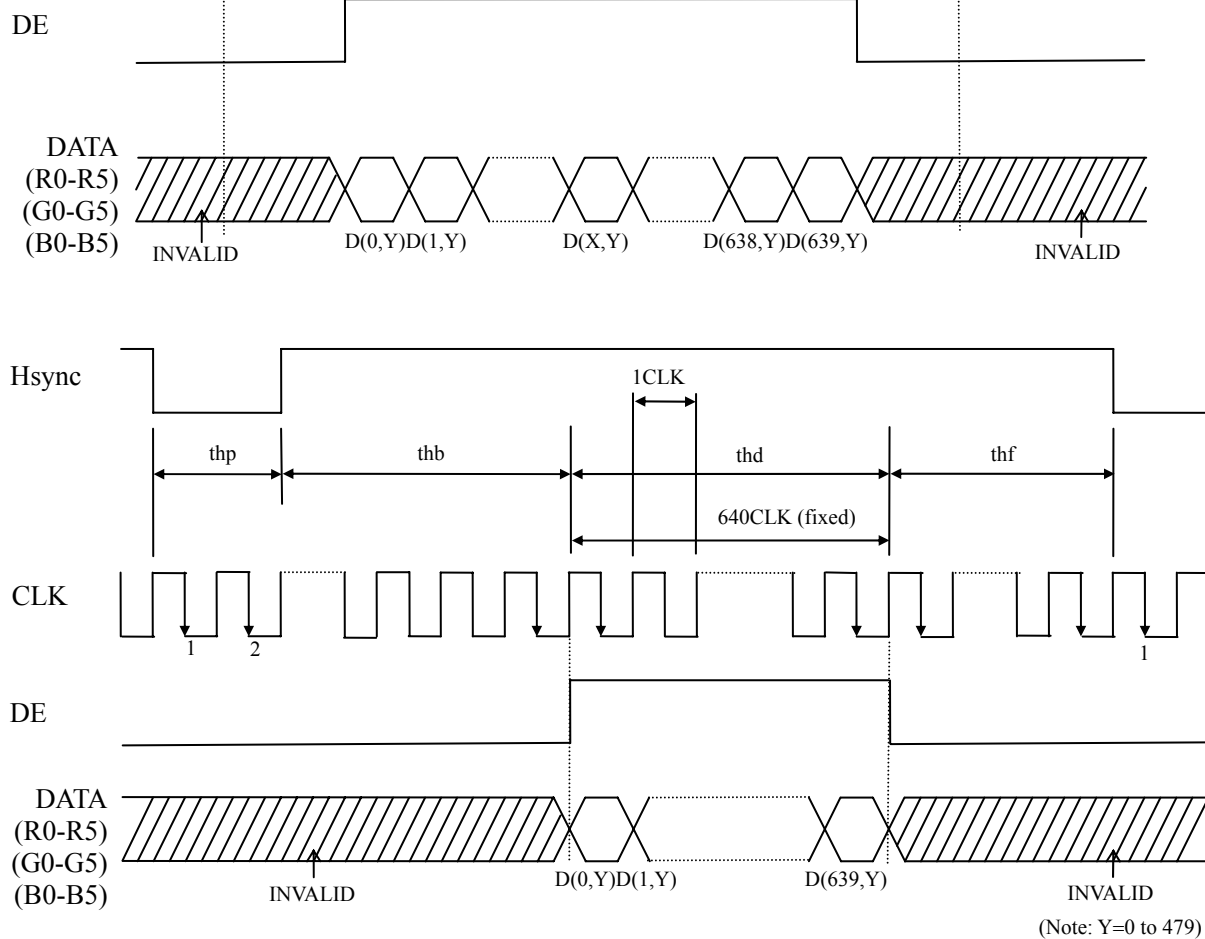 DE
DATA
(R0-R5)
(G0-G5)
(B0-B5)
INVALID
D(0,Y)D(1,Y)
D(X,Y)
D(638,Y)D(639,Y)
INVALID
Hsync
1CLK
thp
thb
thd
thf
640CLK (fixed)
CLK
1
2
1
DE
DATA
(R0-R5)
(G0-G5)
(B0-B5)
INVALID
D(0,Y)D(1,Y)
D(639,Y)
INVALID
(Note: Y=0 to 479)